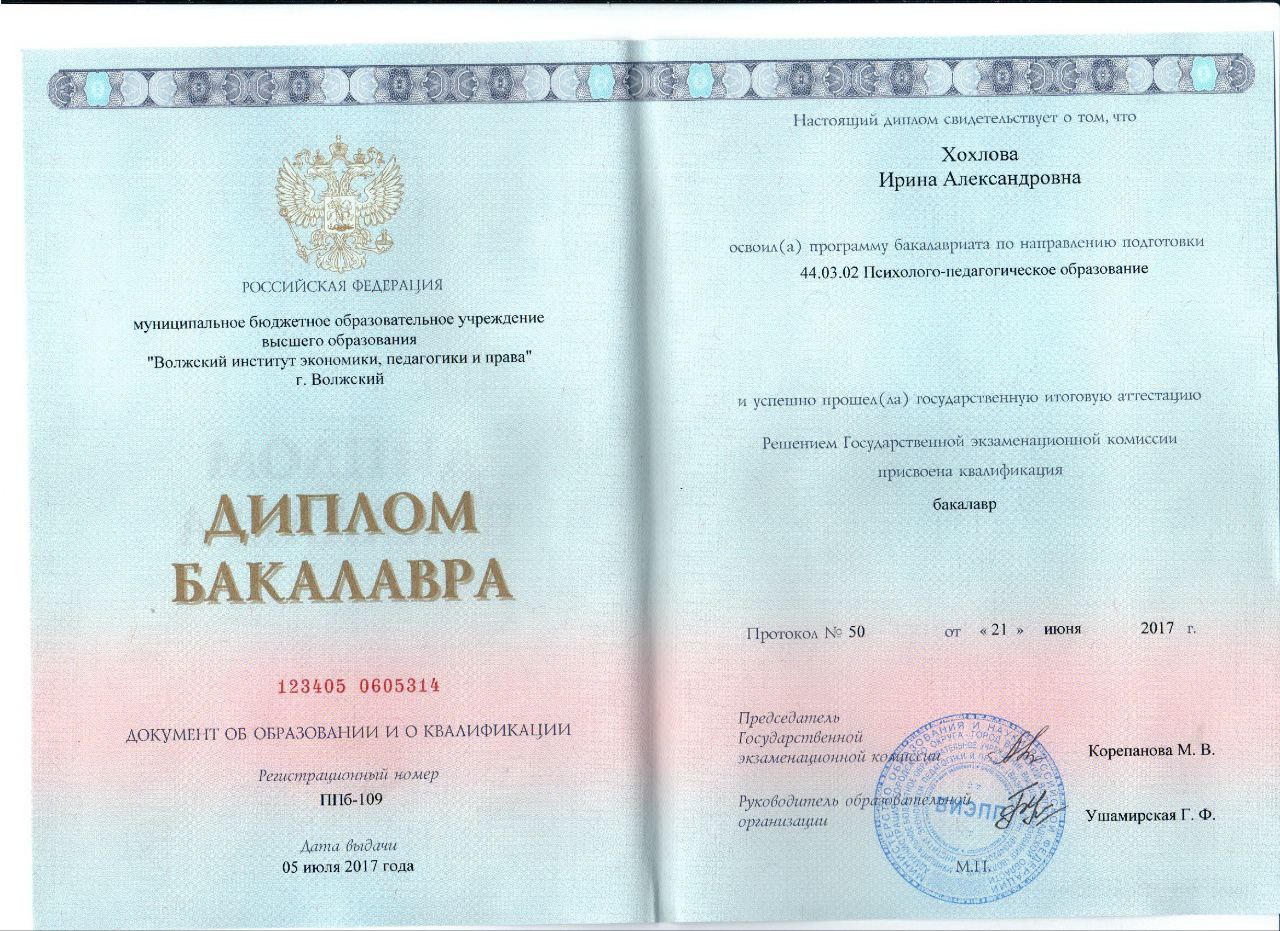 РОССИЙСКАЯ ФЕДЕРАЦИЯ
муниципальное бюджетное образовательное учреждение
высшего образования
"Волжский институт экономики, педагогики и права"
г. Волжский
ДИПЛОМ
БАКАЛАВРА
123405 0605314
ДОКУМЕНТ ОБ ОБРАЗОВАНИИ И О КВАЛИФИКАЦИИ
Регистрационный номер
ППб-109
Дата выдачи
05 июля 2017 года
Настоящий диплом свидетельствует о том, что
Хохлова
Ирина Александровна
освоил(а) программу бакалавриата по направлению подготовки
44.03.02 Психолого-педагогическое образование
и успешно прошел(ла) государственную итоговую аттестацию
Решением Государственной экзаменационной комиссии
присвоена квалификация
бакалавр
Протокол № 50 от « 21 » июня 2017 г.
Председатель
Государственной
экзаменационной комиссии
Корепанова М. В.
Руководитель образовательной
организации
Ушамирская Г. Ф.
ВИЭПП
М.П.